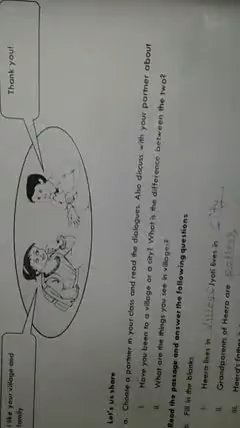 I like your village and
family
Thank you!
Let's us share
a. Choose a partner in your class and read the dialogues. Also discuss with your partner about
i. Have you been to a village or a city? What is the difference between the two?
ii. What are the things you see in villages?
Read the passage and answer the following questions
Fill in the blanks
i. Heera lives in village Jyoti lives in city
ii. Grandparents of Heera are
iii. Heera's